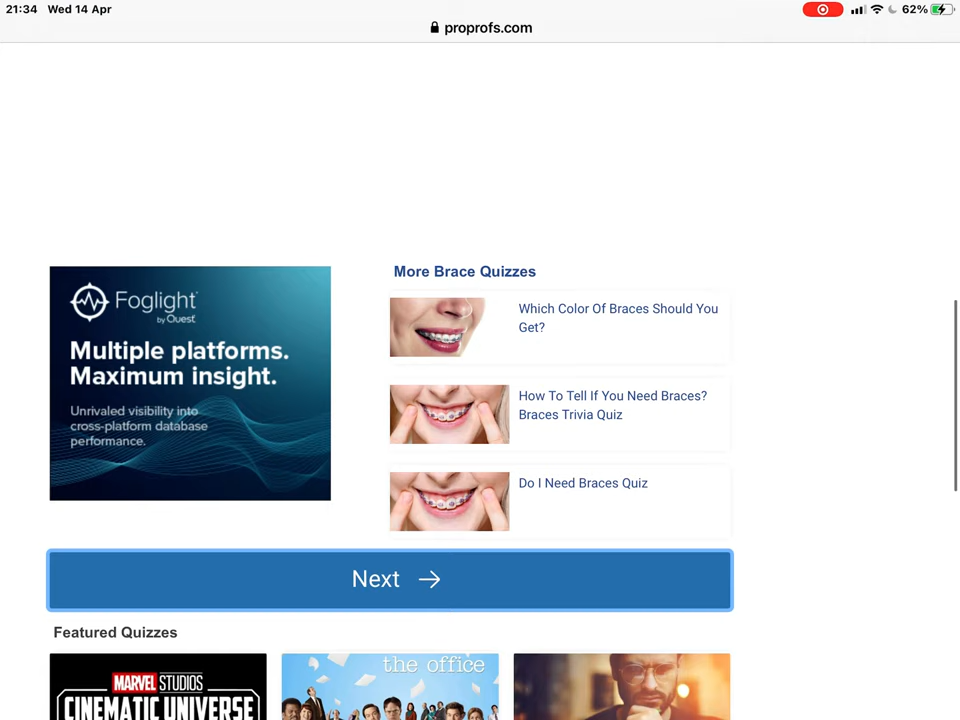 21:34 Wed 14 Apr
62%
proprofs.com
Foglight
by Quest
Multiple platforms.
Maximum insight.
Unrivaled visibility into
cross-platform database
performance.
More Brace Quizzes
Which Color Of Braces Should You
Get?
How To Tell If You Need Braces?
Braces Trivia Quiz
Do I Need Braces Quiz
Next →
Featured Quizzes
MARVEL STUDIOS
CINEMATIC UNIVERSE
the office